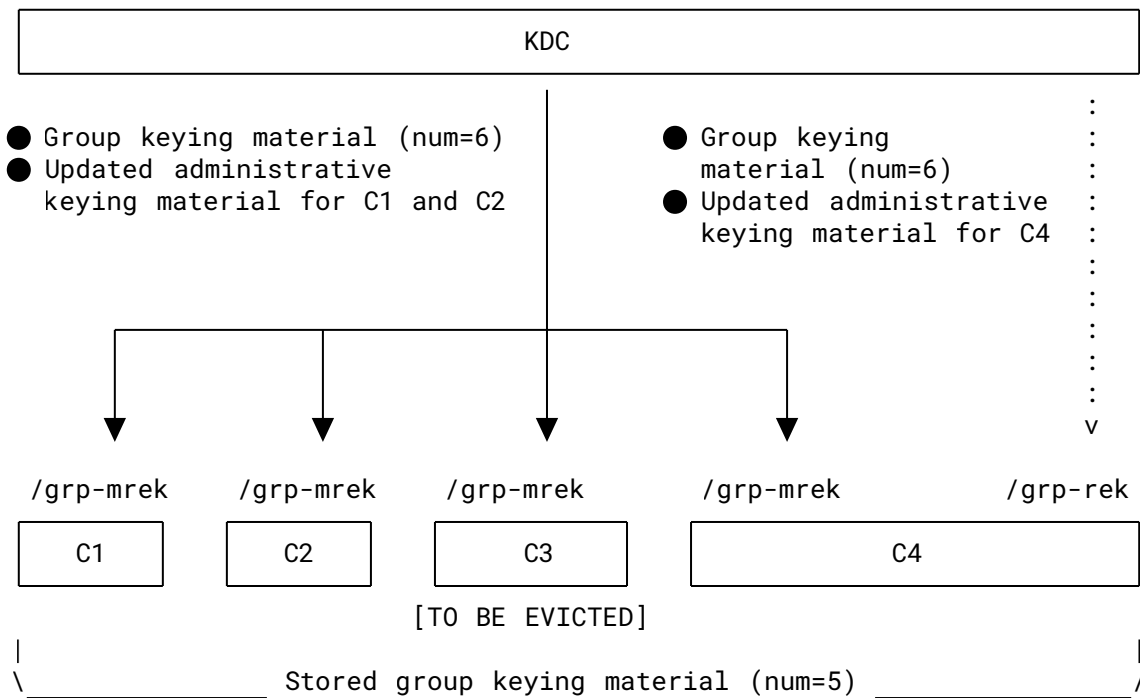 KDC
● Group keying material (num=6)
● Updated administrative
keying material for C1 and C2
● Group keying
material (num=6)
● Updated administrative
keying material for C4
/grp-mrek /grp-mrek /grp-mrek /grp-mrek /grp-rek
C1 C2 C3 C4
[TO BE EVICTED]
Stored group keying material (num=5)